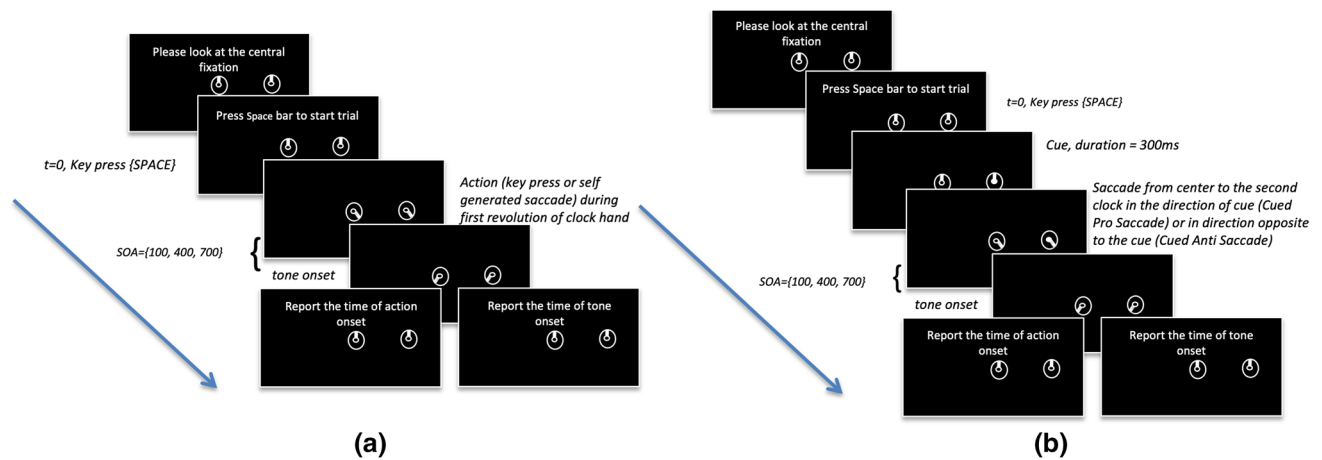 Please look at the central
fixation
Press Space bar to start trial
t=0, Key press {SPACE}
Action (key press or self
generated saccade) during
first revolution of clock hand
SOA={100, 400, 700}
{
tone onset
Report the time of action
onset
Report the time of tone
onset
(a)
Please look at the central
fixation
Press Space bar to start trial
t=0, Key press {SPACE}
Cue, duration = 300ms
Saccade from center to the second
clock in the direction of cue (Cued
Pro Saccade) or in direction opposite
to the cue (Cued Anti Saccade)
SOA={100, 400, 700}
{
tone onset
Report the time of action
onset
Report the time of tone
onset
(b)